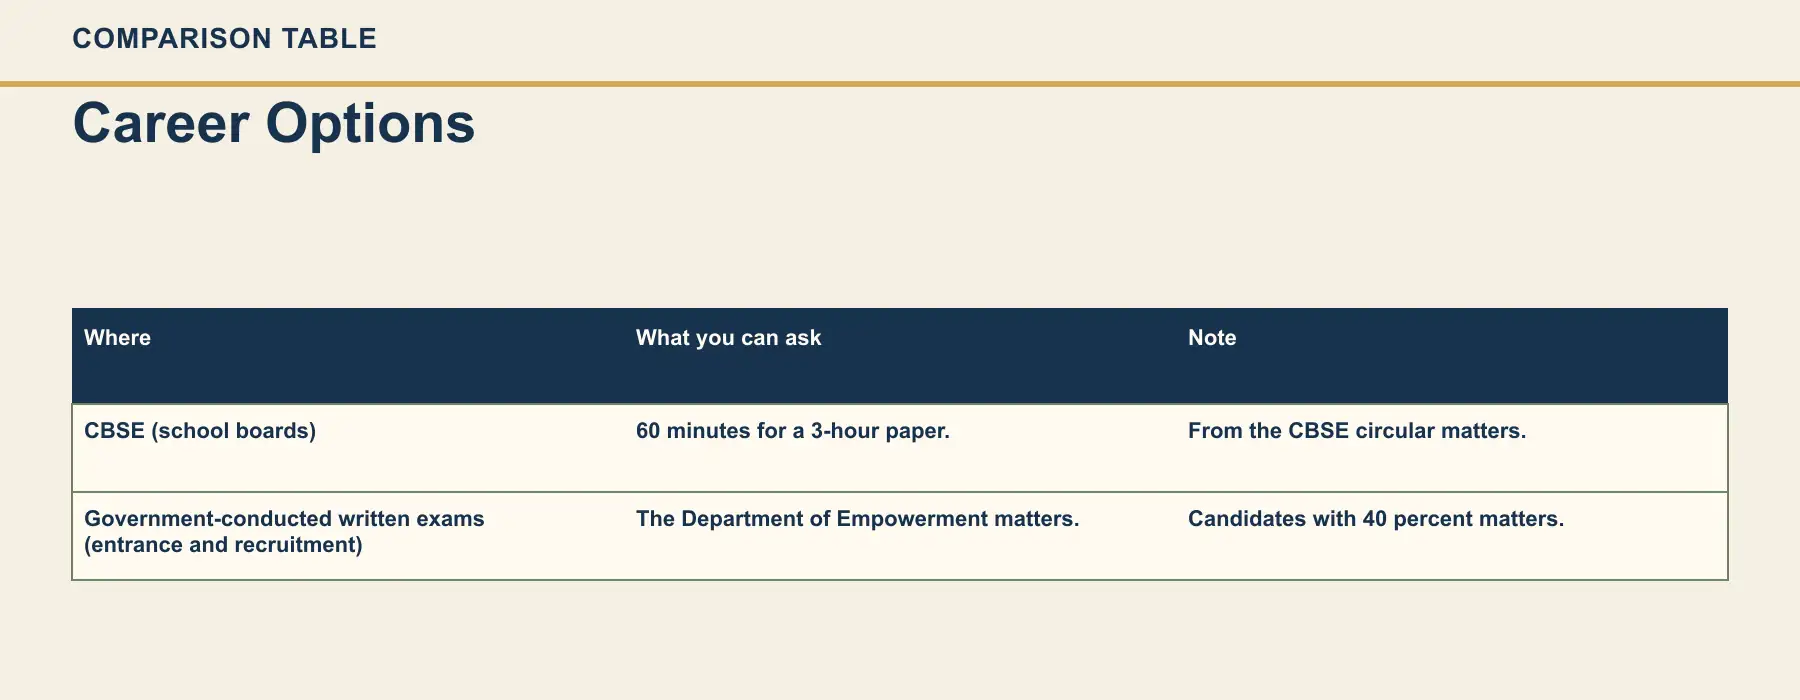 COMPARISON TABLE
Career Options
Where
What you can ask
Note
CBSE (school boards)
60 minutes for a 3-hour paper.
From the CBSE circular matters.
Government-conducted written exams
(entrance and recruitment)
The Department of Empowerment matters.
Candidates with 40 percent matters.